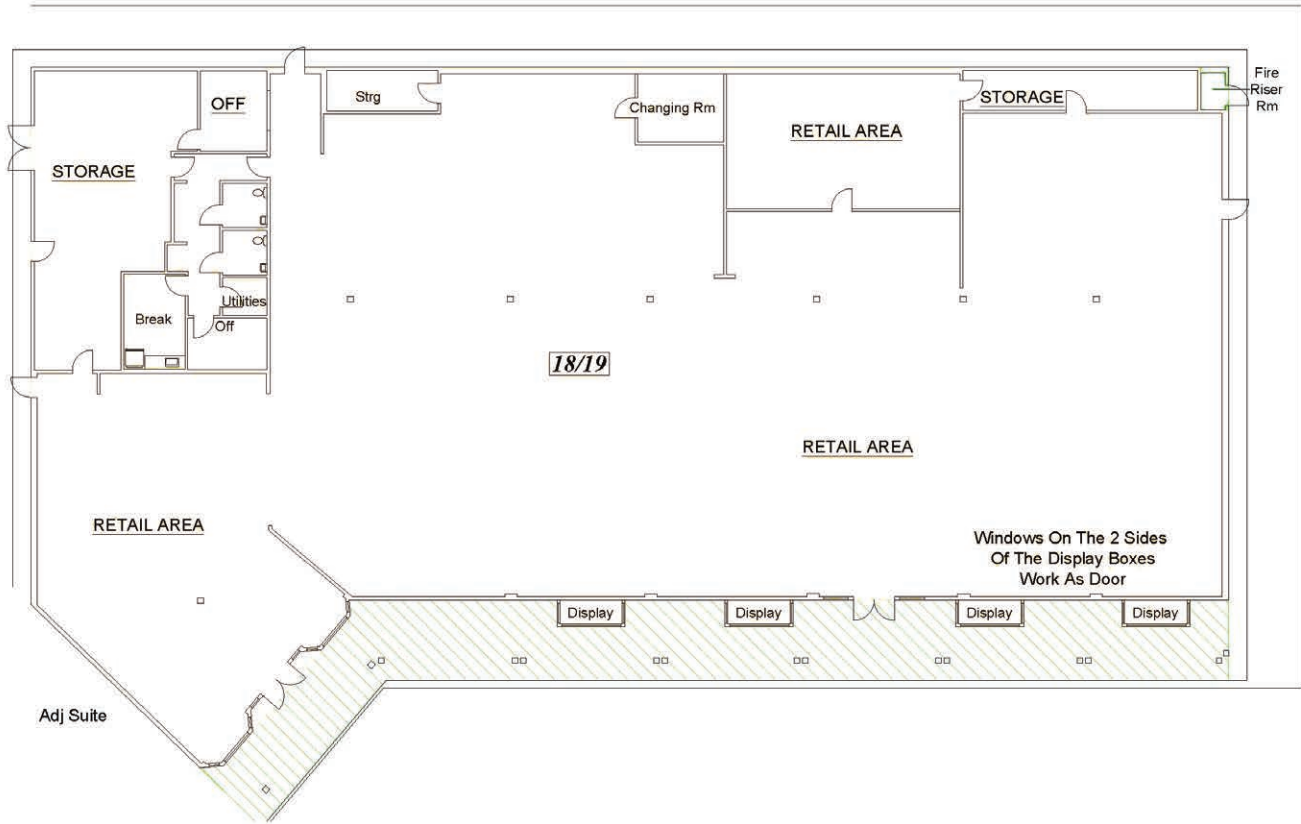 Strg
OFF
Changing Rm
STORAGE
Fire
Riser
Rm
RETAIL AREA
STORAGE
Utilities
Break
Off
18/19
RETAIL AREA
RETAIL AREA
Windows On The 2 Sides
Of The Display Boxes
Work As Door
Display
Display
Display
Display
Adj Suite